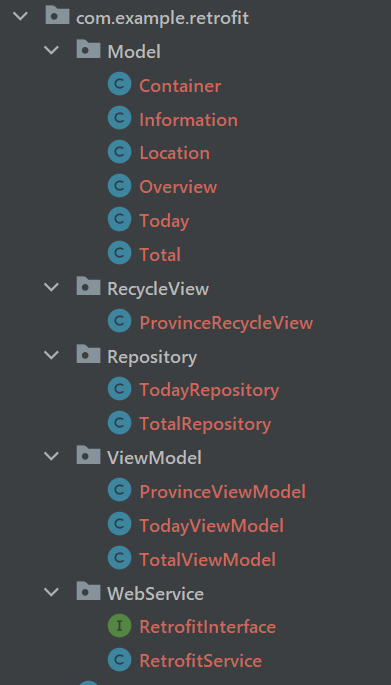 com.example.retrofit
Model
C Container
C Information
C Location
C Overview
C Today
C Total
RecycleView
C ProvinceRecycleView
Repository
C TodayRepository
C TotalRepository
ViewModel
C ProvinceViewModel
C TodayViewModel
C TotalViewModel
WebService
I RetrofitInterface
C RetrofitService